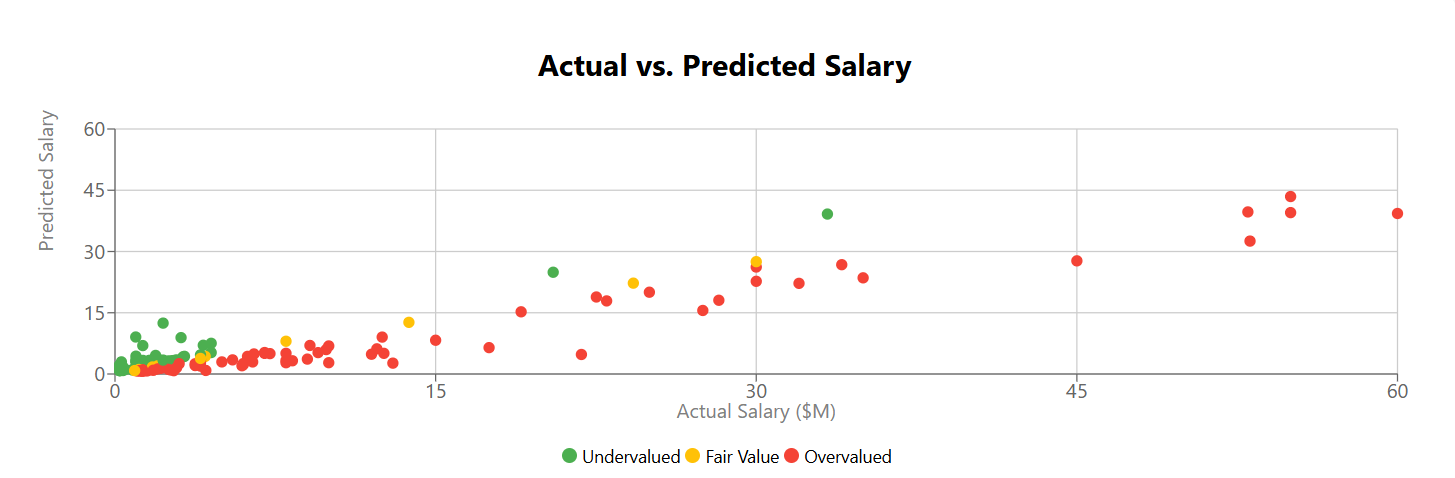 Actual vs. Predicted Salary
Predicted Salary
60
45
30
15
0
0 15 30 45 60
Actual Salary ($M)
Undervalued Fair Value Overvalued